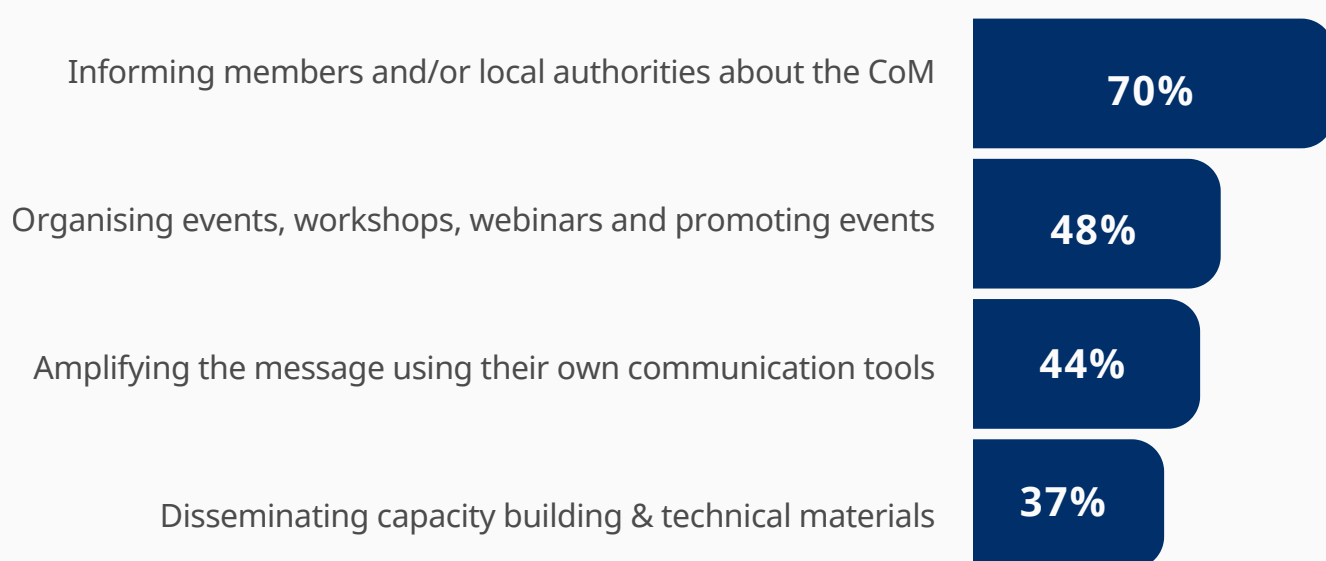 Informing members and/or local authorities about the CoM
70%
Organising events, workshops, webinars and promoting events
48%
Amplifying the message using their own communication tools
44%
Disseminating capacity building & technical materials
37%